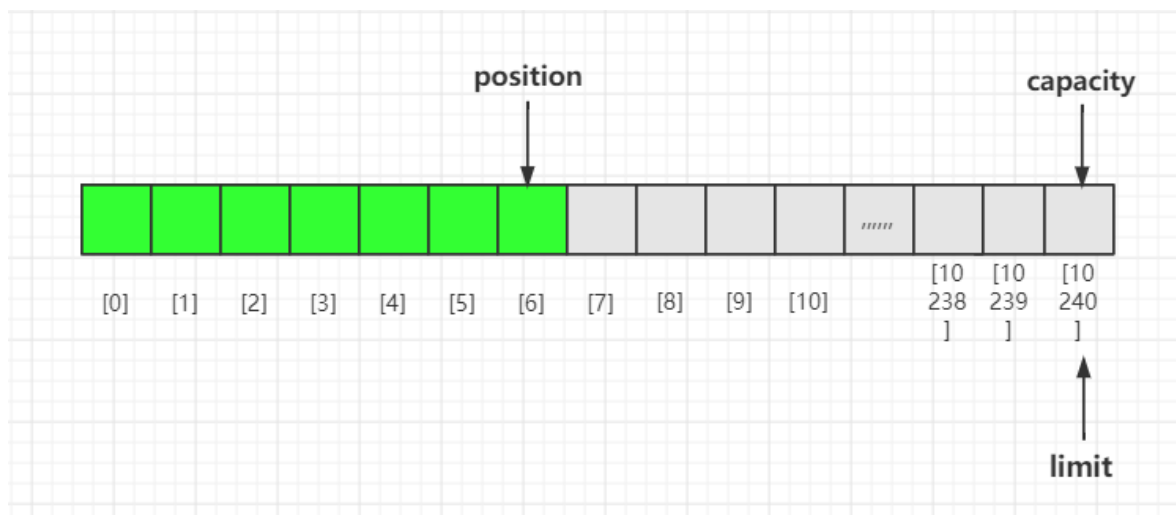 position
capacity
,,,,,,
[0] [1] [2] [3] [4] [5] [6] [7] [8] [9] [10] [10
238
] [10
239
] [10
240
]
limit